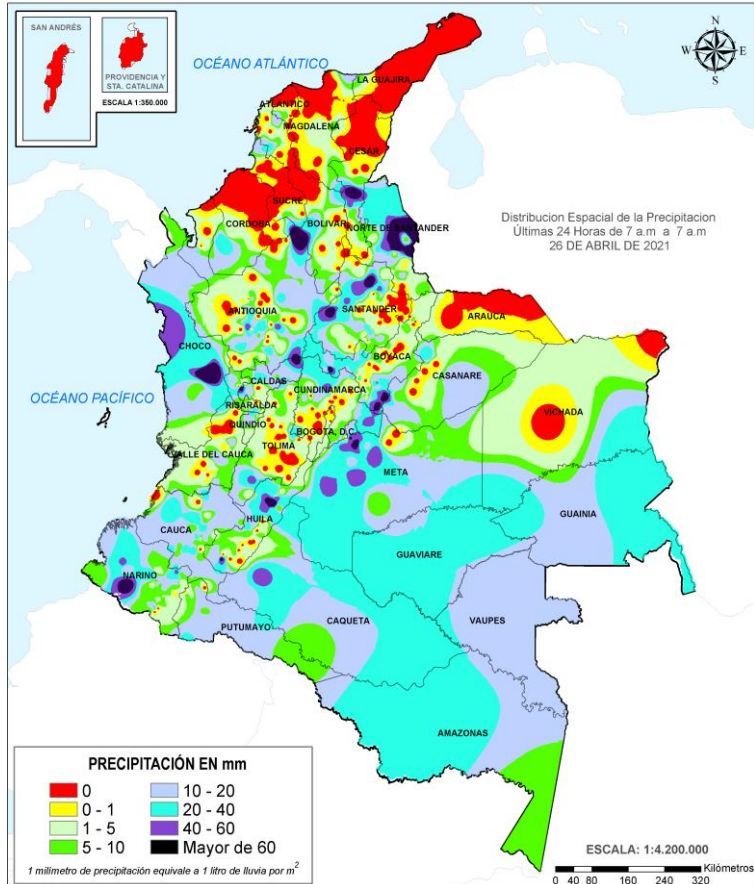 SAN ANDRÉS
PROVIDENCIA Y
STA. CATALINA
ESCALA 1:350.000
OCÉANO ATLÁNTICO
N
W E
S
LA GUAJIRA
ATLANTICO
MAGDALENA
CESAR
SUCRE
CORDOBA
BOLIVAR
NORTE DE SANTANDER
Distribucion Espacial de la Precipitacion
Últimas 24 Horas de 7 a.m a 7 a.m
26 DE ABRIL DE 2021
ANTIOQUIA
SANTANDER
ARAUCA
CHOCO
BOYACA
CASANARE
OCÉANO PACÍFICO
CALDAS
CUNDINAMARCA
RISARALDA
VICHADA
QUINDIO
BOGOTA, D.C.
TOLIMA
VALLE DEL CAUCA
META
GUAINIA
HUILA
CAUCA
GUAVIARE
NARINO
PUTUMAYO
CAQUETA
VAUPES
AMAZONAS
PRECIPITACIÓN EN mm
0
0 - 1
1 - 5
5 - 10
10 - 20
20 - 40
40 - 60
Mayor de 60
1 milimetro de precipitación equivale a 1 litro de lluvia por m²
ESCALA: 1:4.200.000
Kilómetros
0 40 80 160 240 320